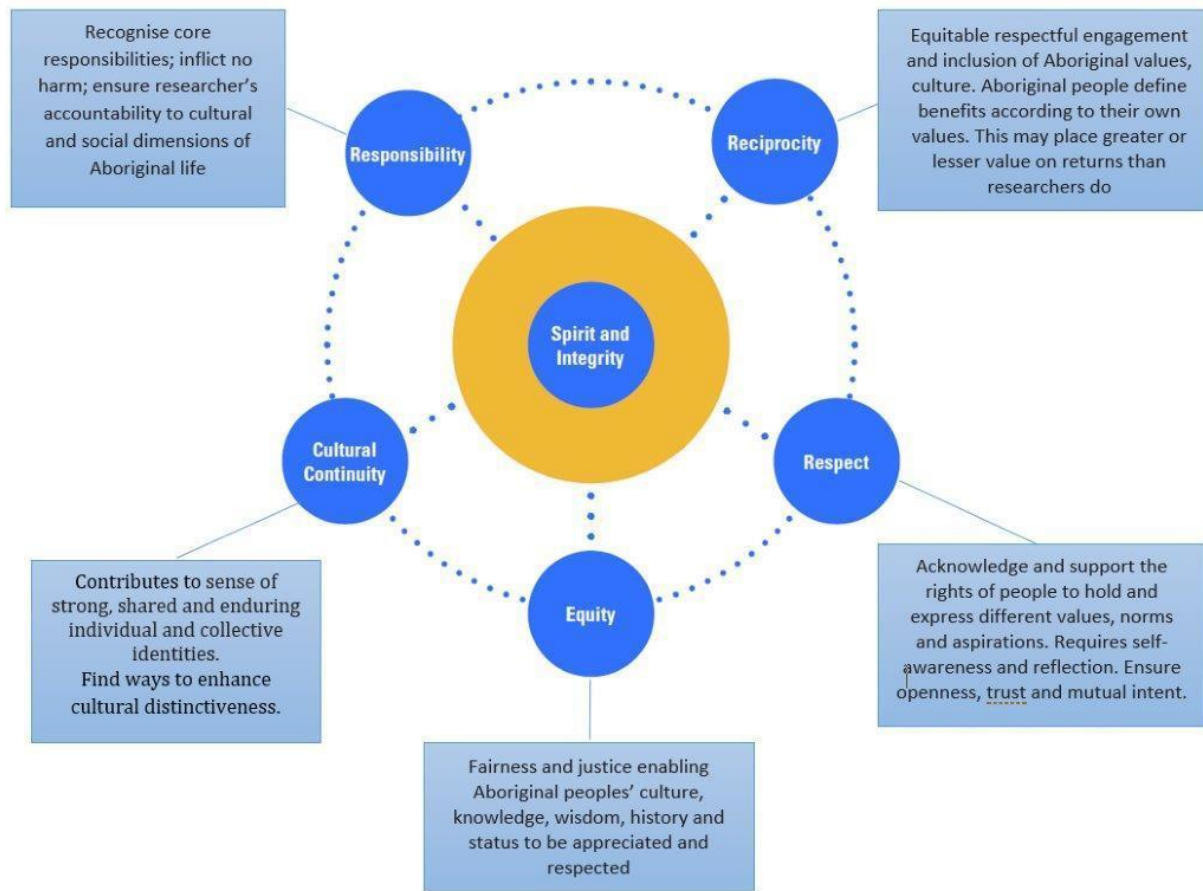 Recognise core
responsibilities; inflict no
harm; ensure researcher’s
accountability to cultural
and social dimensions of
Aboriginal life
Responsibility
Reciprocity
Equitable respectful engagement
and inclusion of Aboriginal values,
culture. Aboriginal people define
benefits according to their own
values. This may place greater or
lesser value on returns than
researchers do
Spirit and
Integrity
Cultural
Continuity
Respect
Contributes to sense of
strong, shared and enduring
individual and collective
identities.
Find ways to enhance
cultural distinctiveness.
Equity
Acknowledge and support the
rights of people to hold and
express different values, norms
and aspirations. Requires self-
awareness and reflection. Ensure
openness, trust and mutual intent.
Fairness and justice enabling
Aboriginal peoples’ culture,
knowledge, wisdom, history and
status to be appreciated and
respected